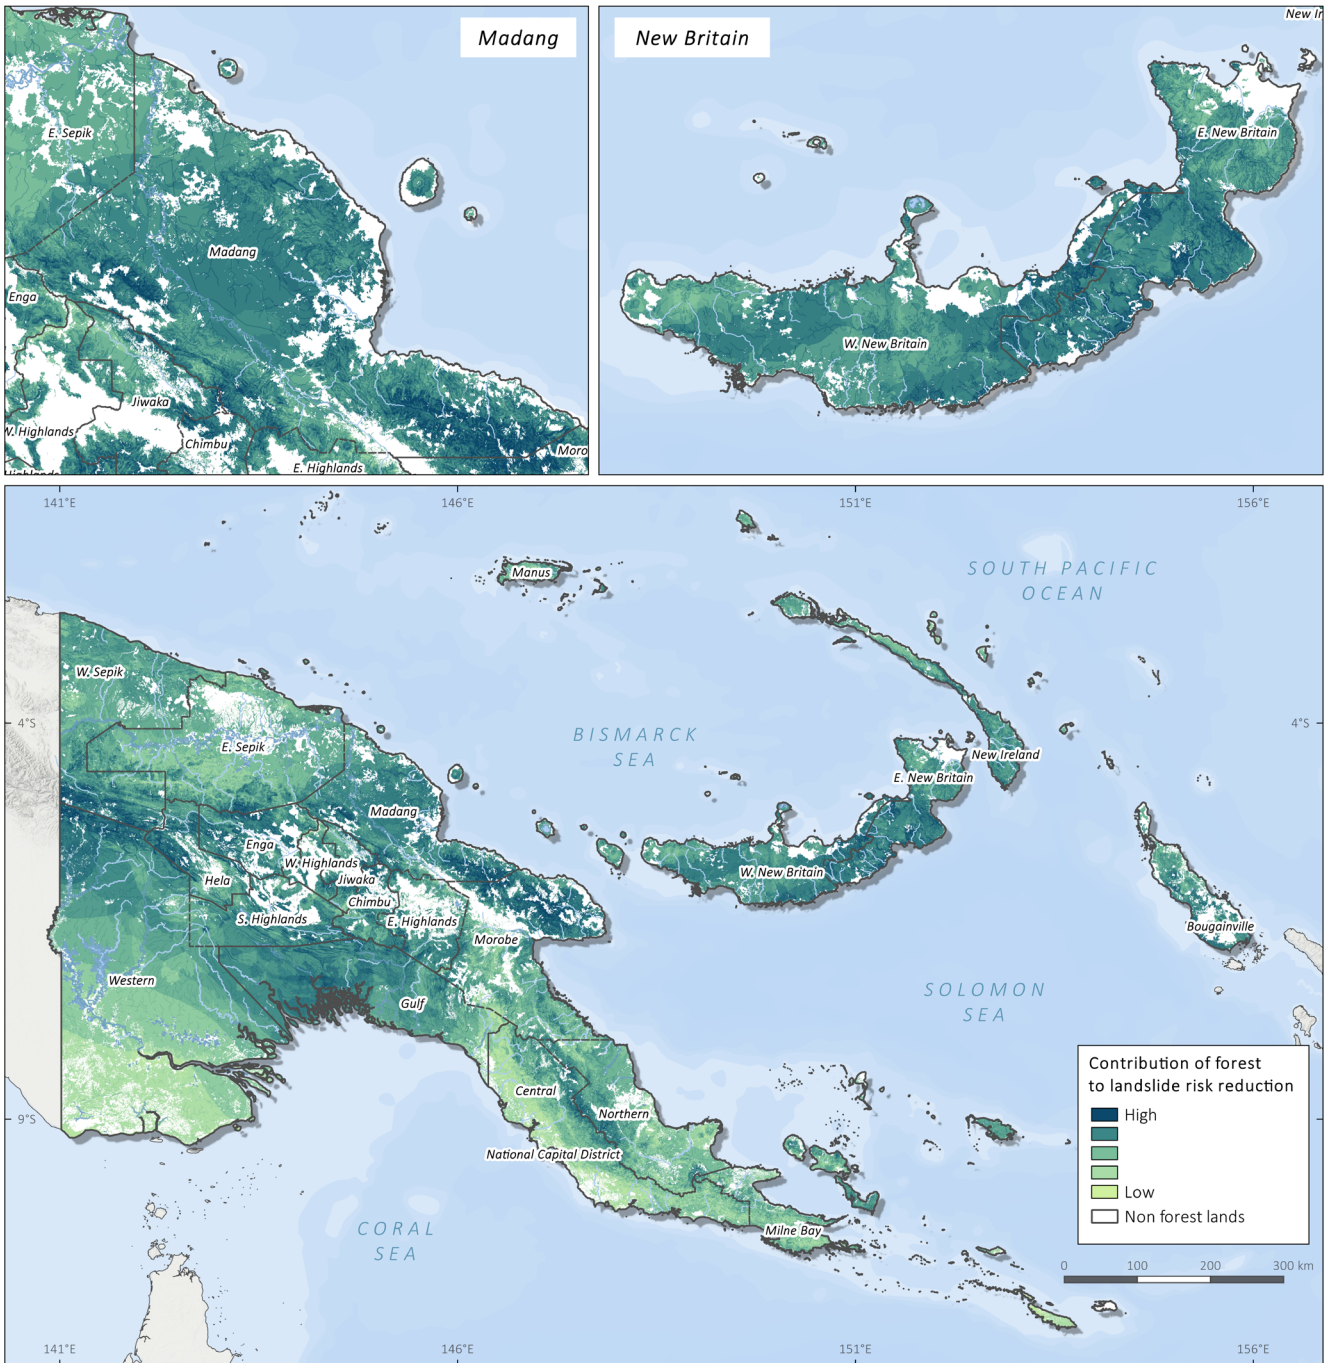 Madang
E. Sepik
Madang
Enga
Jiwaka
W. Highlands
Chimbu
E. Highlands
Moro
Highlands
New Britain
New Ir
E. New Britain
W. New Britain
141°E
146°E
151°E
156°E
SOUTH PACIFIC
OCEAN
Manus
W. Sepik
4°S
4°S
E. Sepik
BISMARCK
SEA
New Ireland
E. New Britain
Madang
Enga
W. Highlands
Hela
Jiwaka
W. New Britain
Chimbu
S. Highlands
E. Highlands
Bougainville
Morobe
Western
Gulf
SOLOMON
SEA
Central
Northern
9°S
National Capital District
Milne Bay
CORAL
SEA
Contribution of forest
to landslide risk reduction
High
Low
Non forest lands
0 100 200 300 km
141°E
146°E
151°E
156°E